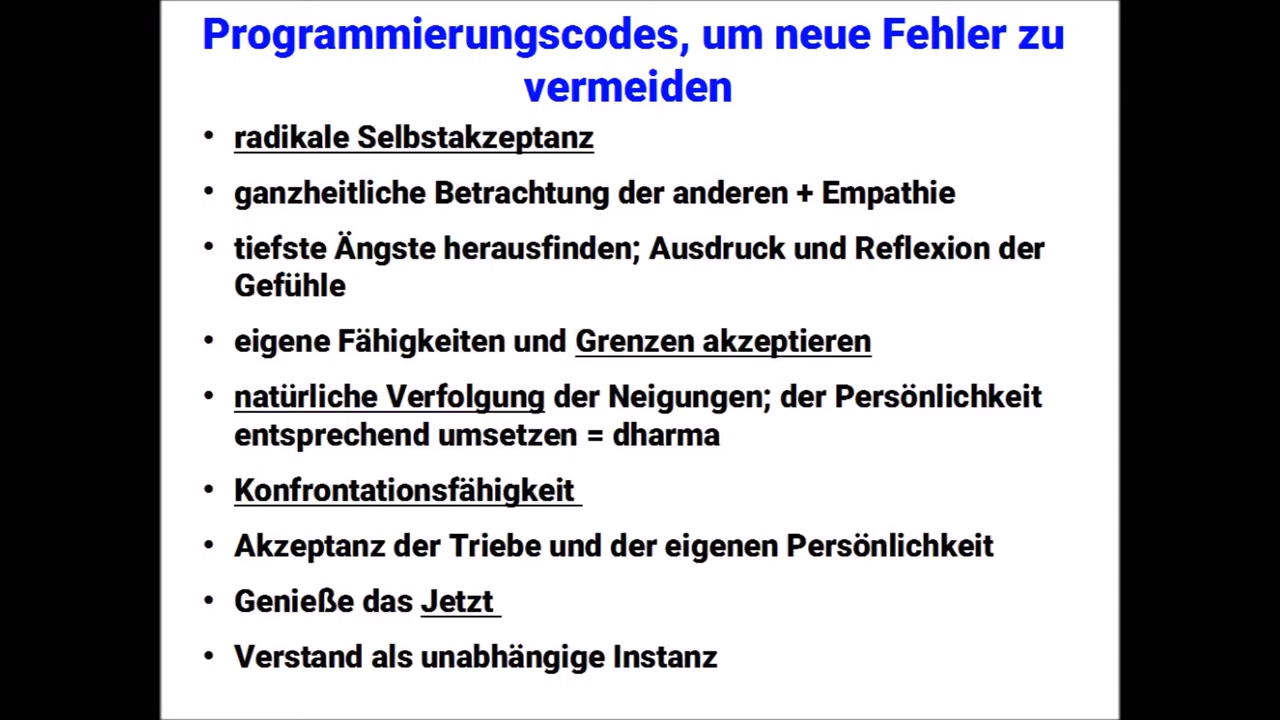 Programmierungscodes, um neue Fehler zu
vermeiden
• radikale Selbstakzeptanz
• ganzheitliche Betrachtung der anderen + Empathie
• tiefste Ängste herausfinden; Ausdruck und Reflexion der
Gefühle
• eigene Fähigkeiten und Grenzen akzeptieren
• natürliche Verfolgung der Neigungen; der Persönlichkeit
entsprechend umsetzen = dharma
• Konfrontationsfähigkeit
• Akzeptanz der Triebe und der eigenen Persönlichkeit
• Genieße das Jetzt
• Verstand als unabhängige Instanz